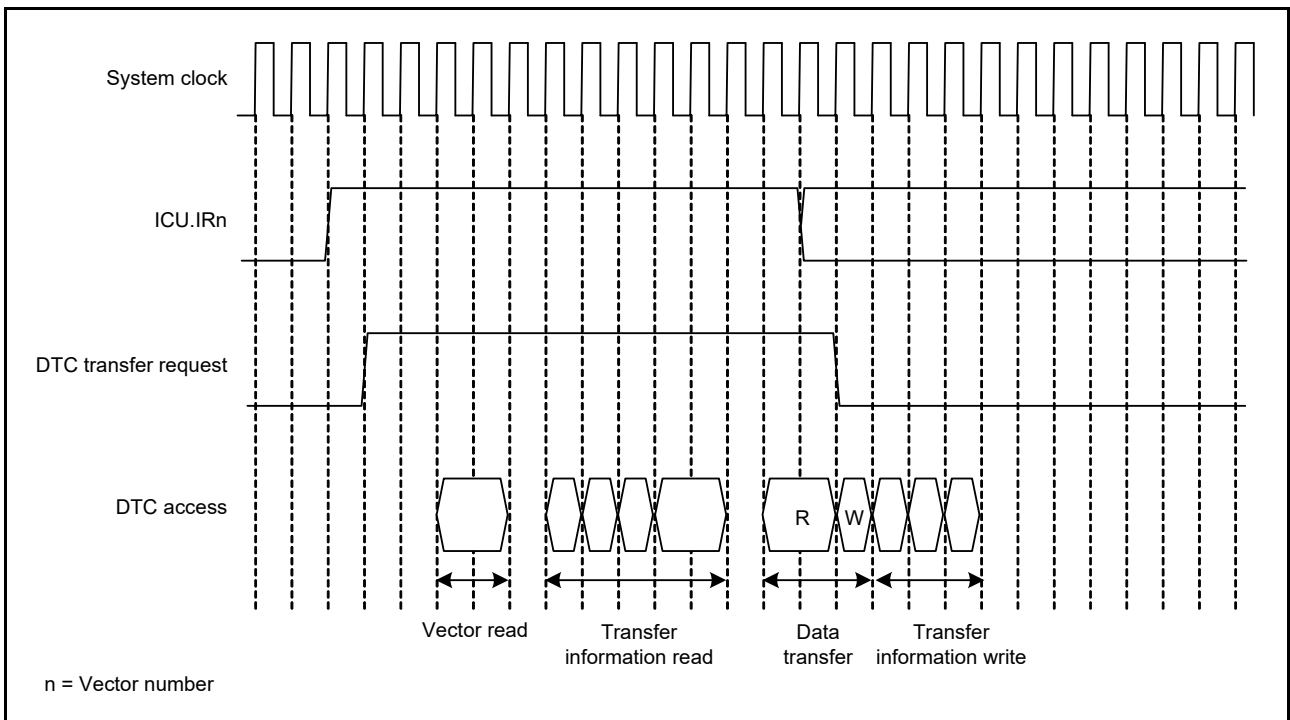 System clock
ICU.IRn
DTC transfer request
DTC access
R
W
Vector read
Transfer
information read
Data
transfer
Transfer
information write
n = Vector number